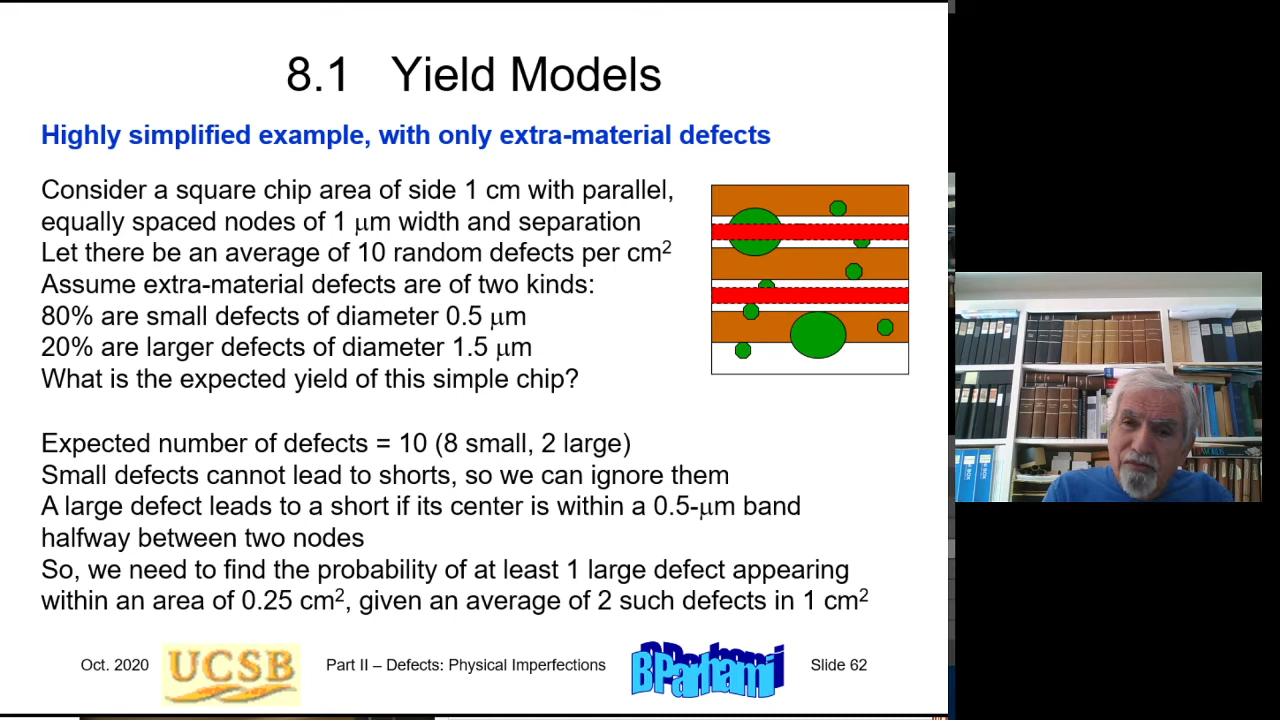 8.1 Yield Models
Highly simplified example, with only extra-material defects
Consider a square chip area of side 1 cm with parallel,
equally spaced nodes of 1 μm width and separation
Let there be an average of 10 random defects per cm²
Assume extra-material defects are of two kinds:
80% are small defects of diameter 0.5 μm
20% are larger defects of diameter 1.5 μm
What is the expected yield of this simple chip?
Expected number of defects = 10 (8 small, 2 large)
Small defects cannot lead to shorts, so we can ignore them
A large defect leads to a short if its center is within a 0.5-μm band
halfway between two nodes
So, we need to find the probability of at least 1 large defect appearing
within an area of 0.25 cm², given an average of 2 such defects in 1 cm²
Oct. 2020
UCSB
Part II – Defects: Physical Imperfections
BParhami
Slide 62